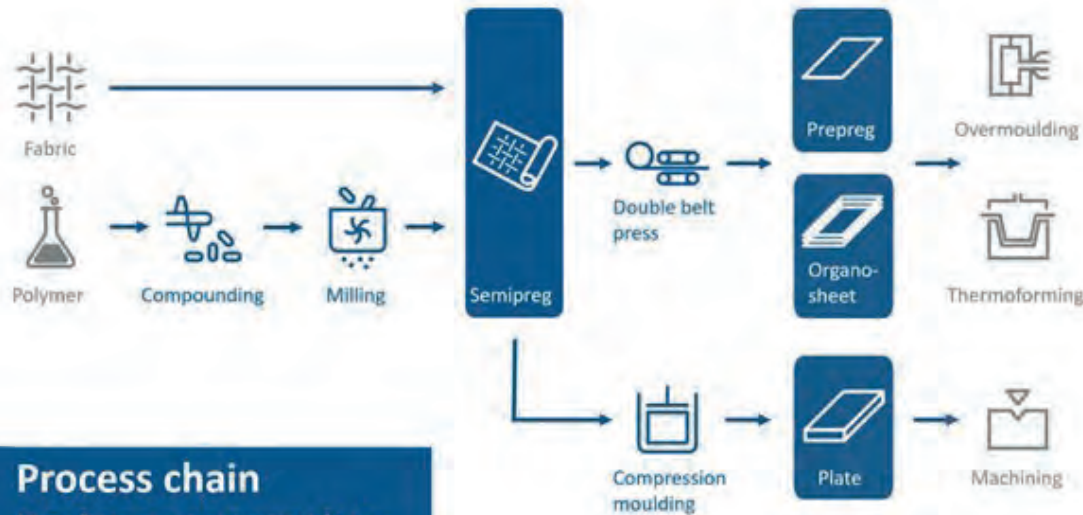 Fabric
Polymer
Compounding
Milling
Semipreg
Double belt
press
Prepreg
Organo-
sheet
Overmoulding
Thermoforming
Compression
moulding
Plate
Machining
Process chain